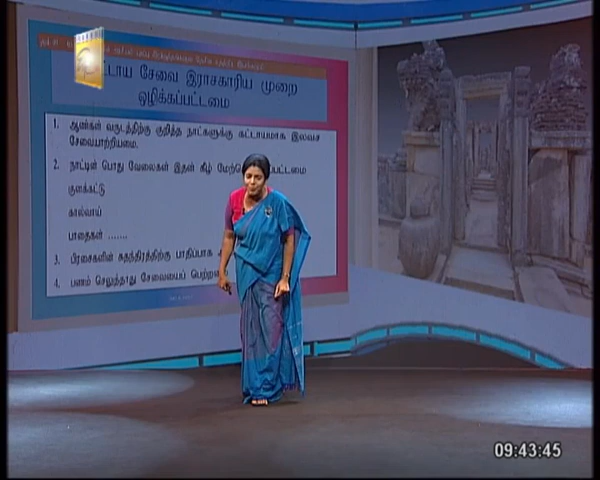 டாய சேவை இராசகாரிய முறை
ஒழிக்கப்பட்டமை
1. ஆண்கள் வருடத்திற்கு குறித்த நாட்களுக்கு கட்டாயமாக இலவச
சேவையாற்றியமை.
2. நாட்டின் பொது வேலைகள் இதன் கீழ்
குளக்கட்டு
கால்வாய்
பாதைகள் .......
3. பிரசைகளின் சுதந்திரத்திற்கு பாதிப்பாக
4. பணம் செலுத்தாது சேவையைப்
09:43:45